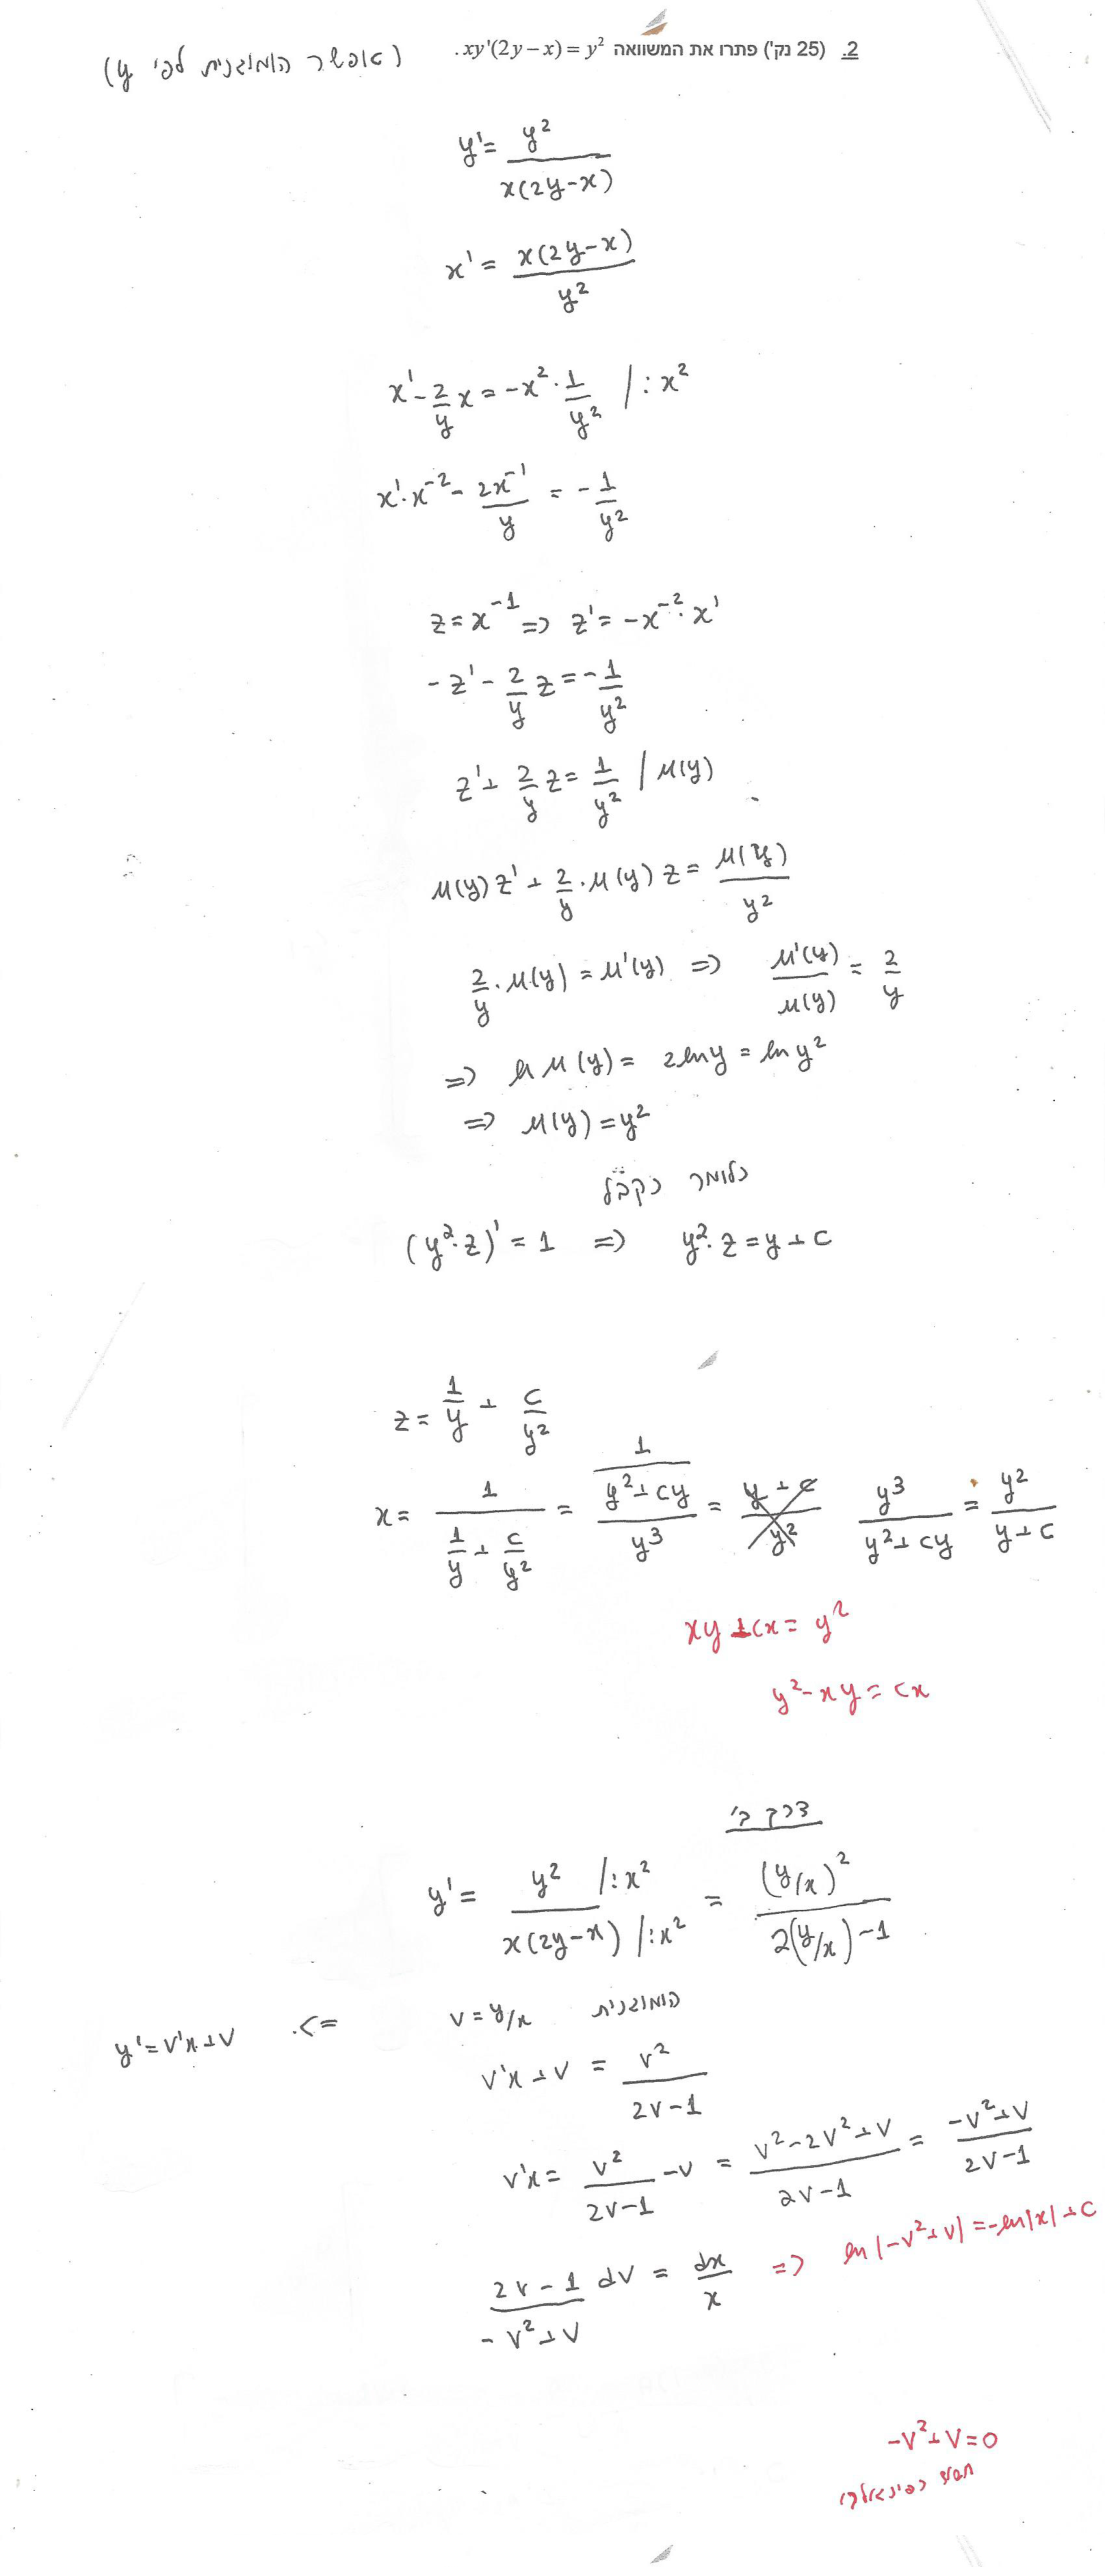 2. (25 נק') פתרו את המשוואה xy'(2y−x) = y².
(אפשר הומוגנית לפי y)
y' = y² / x(2y−x)
x' = x(2y−x) / y²
x' − 2/y x = −x² · 1/y² /:x²
x'·x⁻² − 2x⁻¹/y = −1/y²
z = x⁻¹ => z' = −x⁻²·x'
−z' − 2/y z = −1/y²
z' + 2/y z = 1/y² / μ(y)
μ(y)z' + 2/y · μ(y) z = μ(y)/y²
2/y · μ(y) = μ'(y) => μ'(y)/μ(y) = 2/y
=> ln μ(y) = 2lny = lny²
=> μ(y) = y²
כלומר נקבל
(y²·z)' = 1 => y²·z = y + c
z = 1/y + c/y²
x = 1/(1/y + c/y²) = 1/((y²+cy)/y³) = y³/(y²+cy) = y²/(y+c)
xy + cx = y²
y² − xy = cx
דרך ב'
y' = y² /:x² / x(2y−x) /:x² = (y/x)² / (2(y/x)−1)
הומוגנית v = y/x => y' = v'x + v
v'x + v = v²/(2v−1)
v'x = v²/(2v−1) − v = (v²−2v²+v)/(2v−1) = (−v²+v)/(2v−1)
(2v−1)/(−v²+v) dv = dx/x => ln|−v²+v| = −ln|x| + c
−v²+v = 0